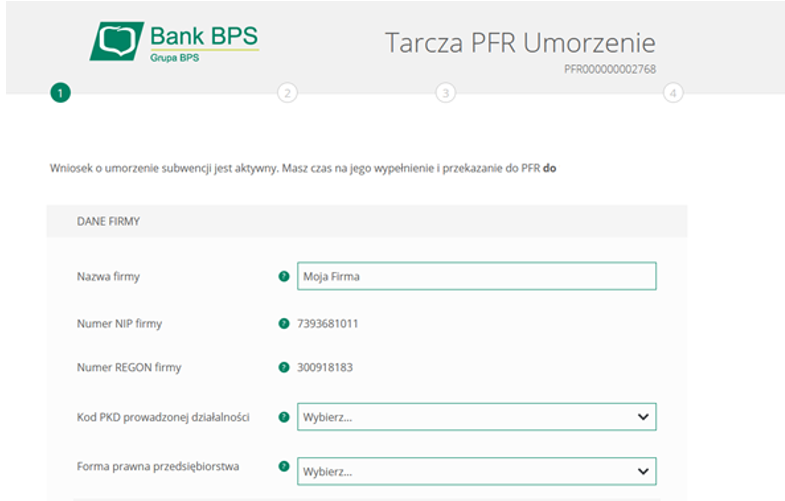 Bank BPS
Grupa BPS
Tarcza PFR Umorzenie
PFR000000002768
1
2
3
4
Wniosek o umorzenie subwencji jest aktywny. Masz czas na jego wypełnienie i przekazanie do PFR do
DANE FIRMY
Nazwa firmy ? Moja Firma
Numer NIP firmy ? 7393681011
Numer REGON firmy ? 300918183
Kod PKD prowadzonej działalności ? Wybierz...
Forma prawna przedsiębiorstwa ? Wybierz...